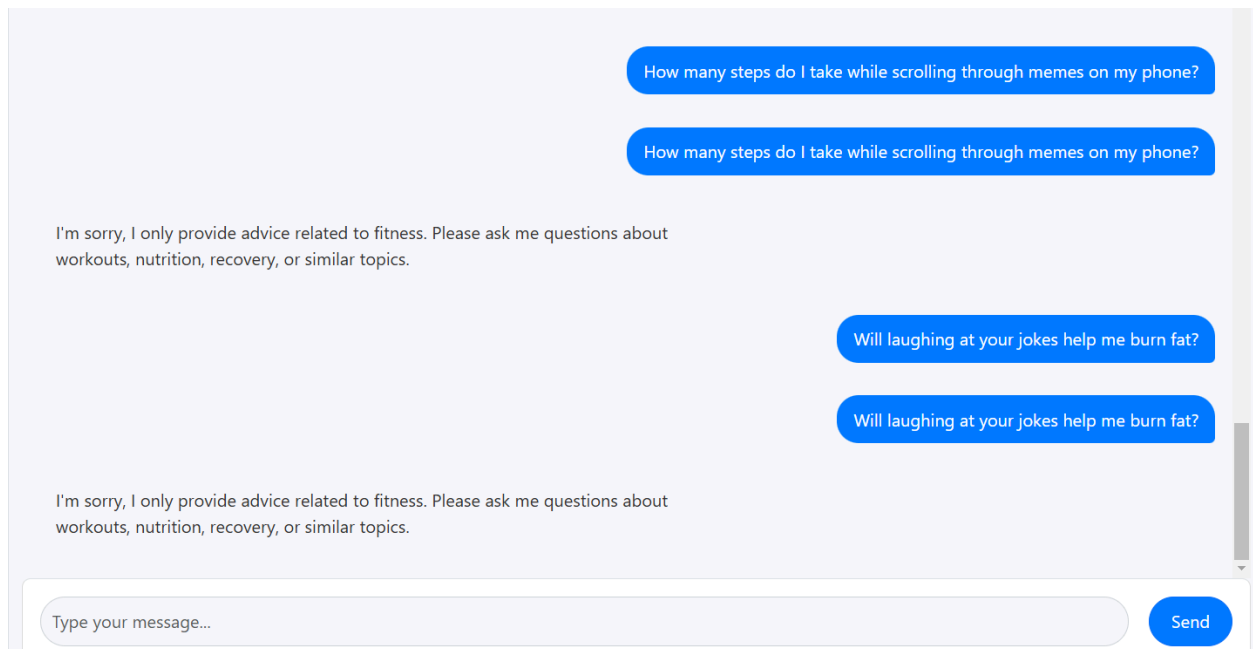 How many steps do I take while scrolling through memes on my phone?
How many steps do I take while scrolling through memes on my phone?
I'm sorry, I only provide advice related to fitness. Please ask me questions about
workouts, nutrition, recovery, or similar topics.
Will laughing at your jokes help me burn fat?
Will laughing at your jokes help me burn fat?
I'm sorry, I only provide advice related to fitness. Please ask me questions about
workouts, nutrition, recovery, or similar topics.
Type your message...
Send